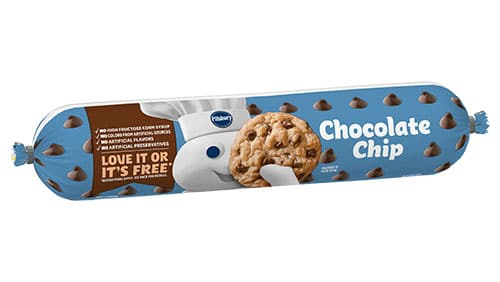 ✓ NO HIGH FRUCTOSE CORN SYRUP
✓ NO COLORS FROM ARTIFICIAL SOURCES
✓ NO ARTIFICIAL FLAVORS
✓ NO ARTIFICIAL PRESERVATIVES
LOVE IT OR
IT'S FREE*
Pillsbury
Chocolate
Chip